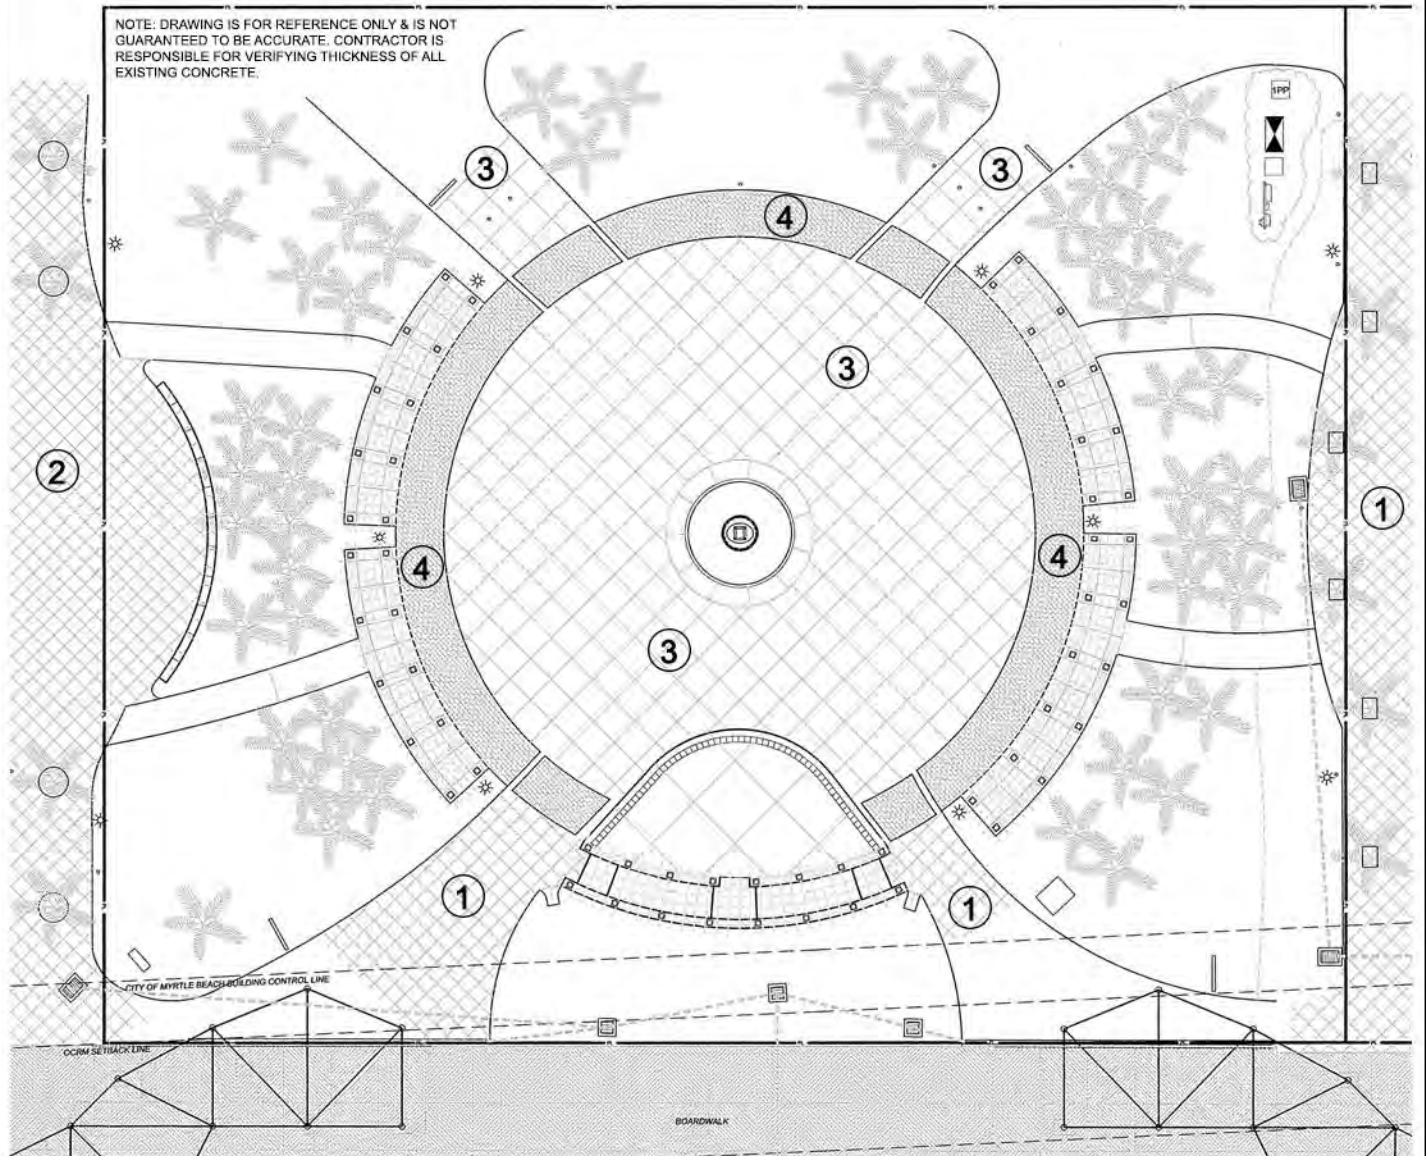 NOTE: DRAWING IS FOR REFERENCE ONLY & IS NOT
GUARANTEED TO BE ACCURATE. CONTRACTOR IS
RESPONSIBLE FOR VERIFYING THICKNESS OF ALL
EXISTING CONCRETE.
1PP
3
3
4
3
2
1
4
4
3
1
1
CITY OF MYRTLE BEACH BUILDING CONTROL LINE
OCRM SETBACK LINE
BOARDWALK